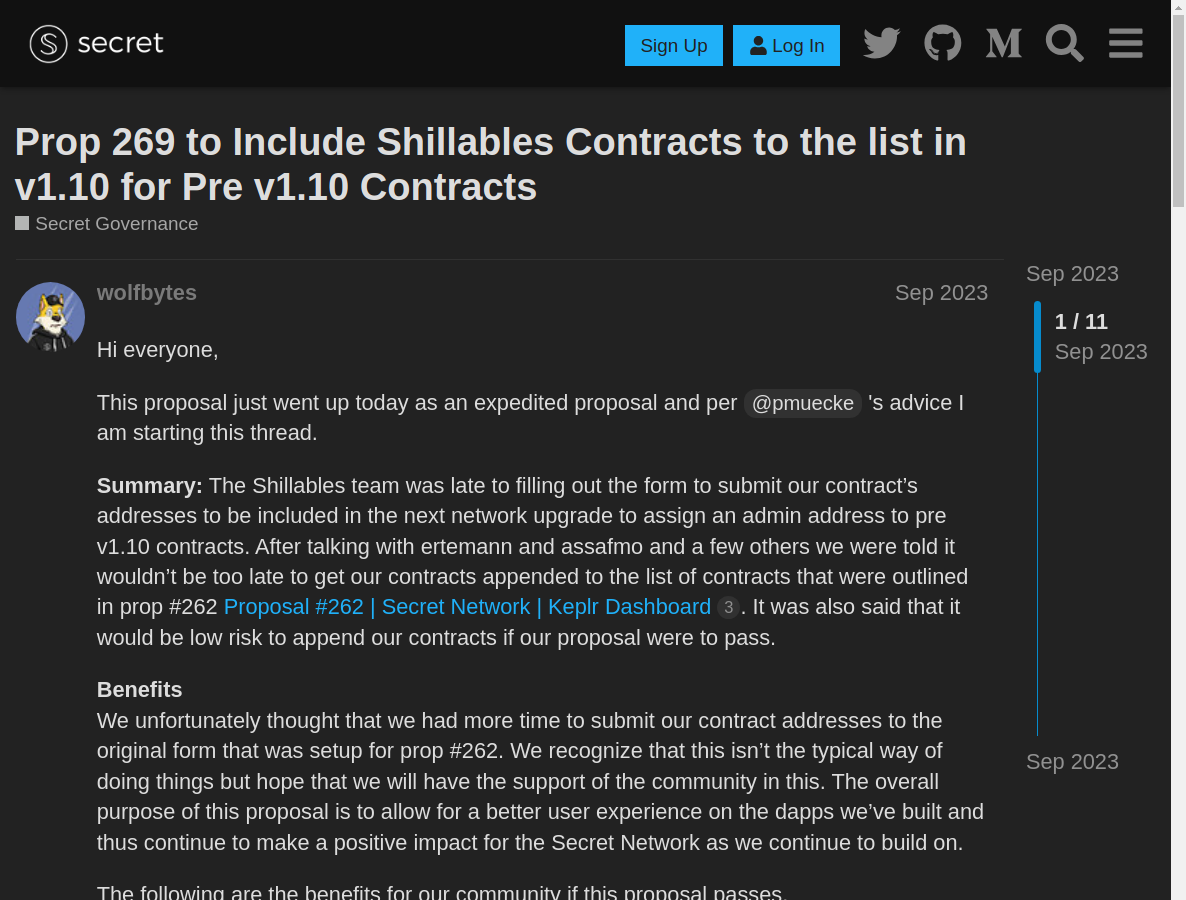 secret
Sign Up
Log In
Prop 269 to Include Shillables Contracts to the list in
v1.10 for Pre v1.10 Contracts
Secret Governance
wolfbytes
Sep 2023
Hi everyone,
This proposal just went up today as an expedited proposal and per @pmuecke 's advice I
am starting this thread.
Summary: The Shillables team was late to filling out the form to submit our contract’s
addresses to be included in the next network upgrade to assign an admin address to pre
v1.10 contracts. After talking with ertemann and assafmo and a few others we were told it
wouldn’t be too late to get our contracts appended to the list of contracts that were outlined
in prop #262 Proposal #262 | Secret Network | Keplr Dashboard 3. It was also said that it
would be low risk to append our contracts if our proposal were to pass.
Benefits
We unfortunately thought that we had more time to submit our contract addresses to the
original form that was setup for prop #262. We recognize that this isn’t the typical way of
doing things but hope that we will have the support of the community in this. The overall
purpose of this proposal is to allow for a better user experience on the dapps we’ve built and
thus continue to make a positive impact for the Secret Network as we continue to build on.
The following are the benefits for our community if this proposal passes.
Sep 2023
1 / 11
Sep 2023
Sep 2023